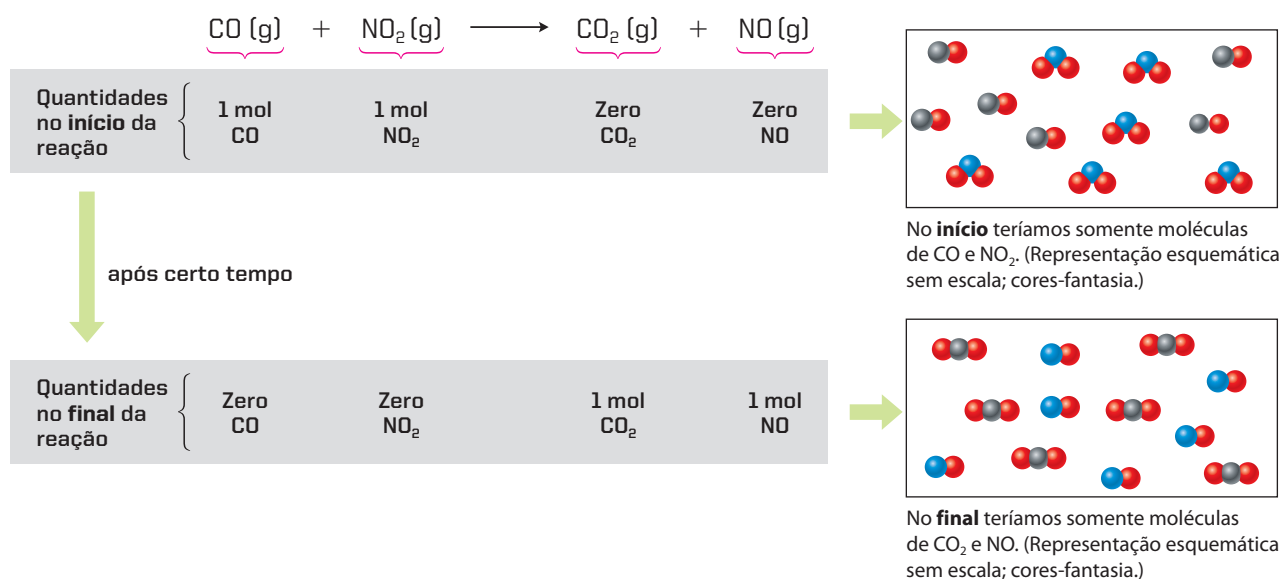 CO (g) + NO₂ (g) ⟶ CO₂ (g) + NO (g)
Quantidades
no início da
reação
1 mol
CO
1 mol
NO₂
Zero
CO₂
Zero
NO
No início teríamos somente moléculas
de CO e NO₂. (Representação esquemática
sem escala; cores-fantasia.)
após certo tempo
Quantidades
no final da
reação
Zero
CO
Zero
NO₂
1 mol
CO₂
1 mol
NO
No final teríamos somente moléculas
de CO₂ e NO. (Representação esquemática
sem escala; cores-fantasia.)